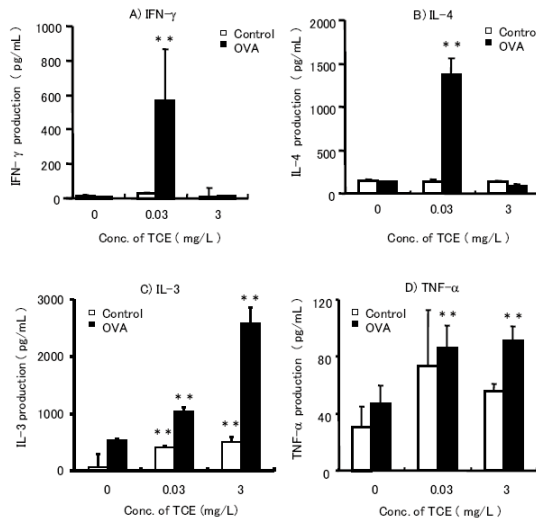 A) IFN-γ
Control
OVA
IFN- γ production ( pg/mL)
1000
800
600
400
200
0
* *
0 0.03 3
Conc. of TCE ( mg/L)
B) IL-4
Control
OVA
IL-4 production ( pg/mL)
2000
1500
1000
500
0
* *
0 0.03 3
Conc. of TCE ( mg/L)
C) IL-3
Control
OVA
IL-3 production ( pg/mL)
3000
2000
1000
0
* *
* *
* *
* *
0 0.03 3
Conc. of TCE (mg/L)
D) TNF-α
Control
OVA
TNF-α production ( pg/mL)
120
80
40
0
* *
* *
0 0.03 3
Conc. of TCE ( mg/L)